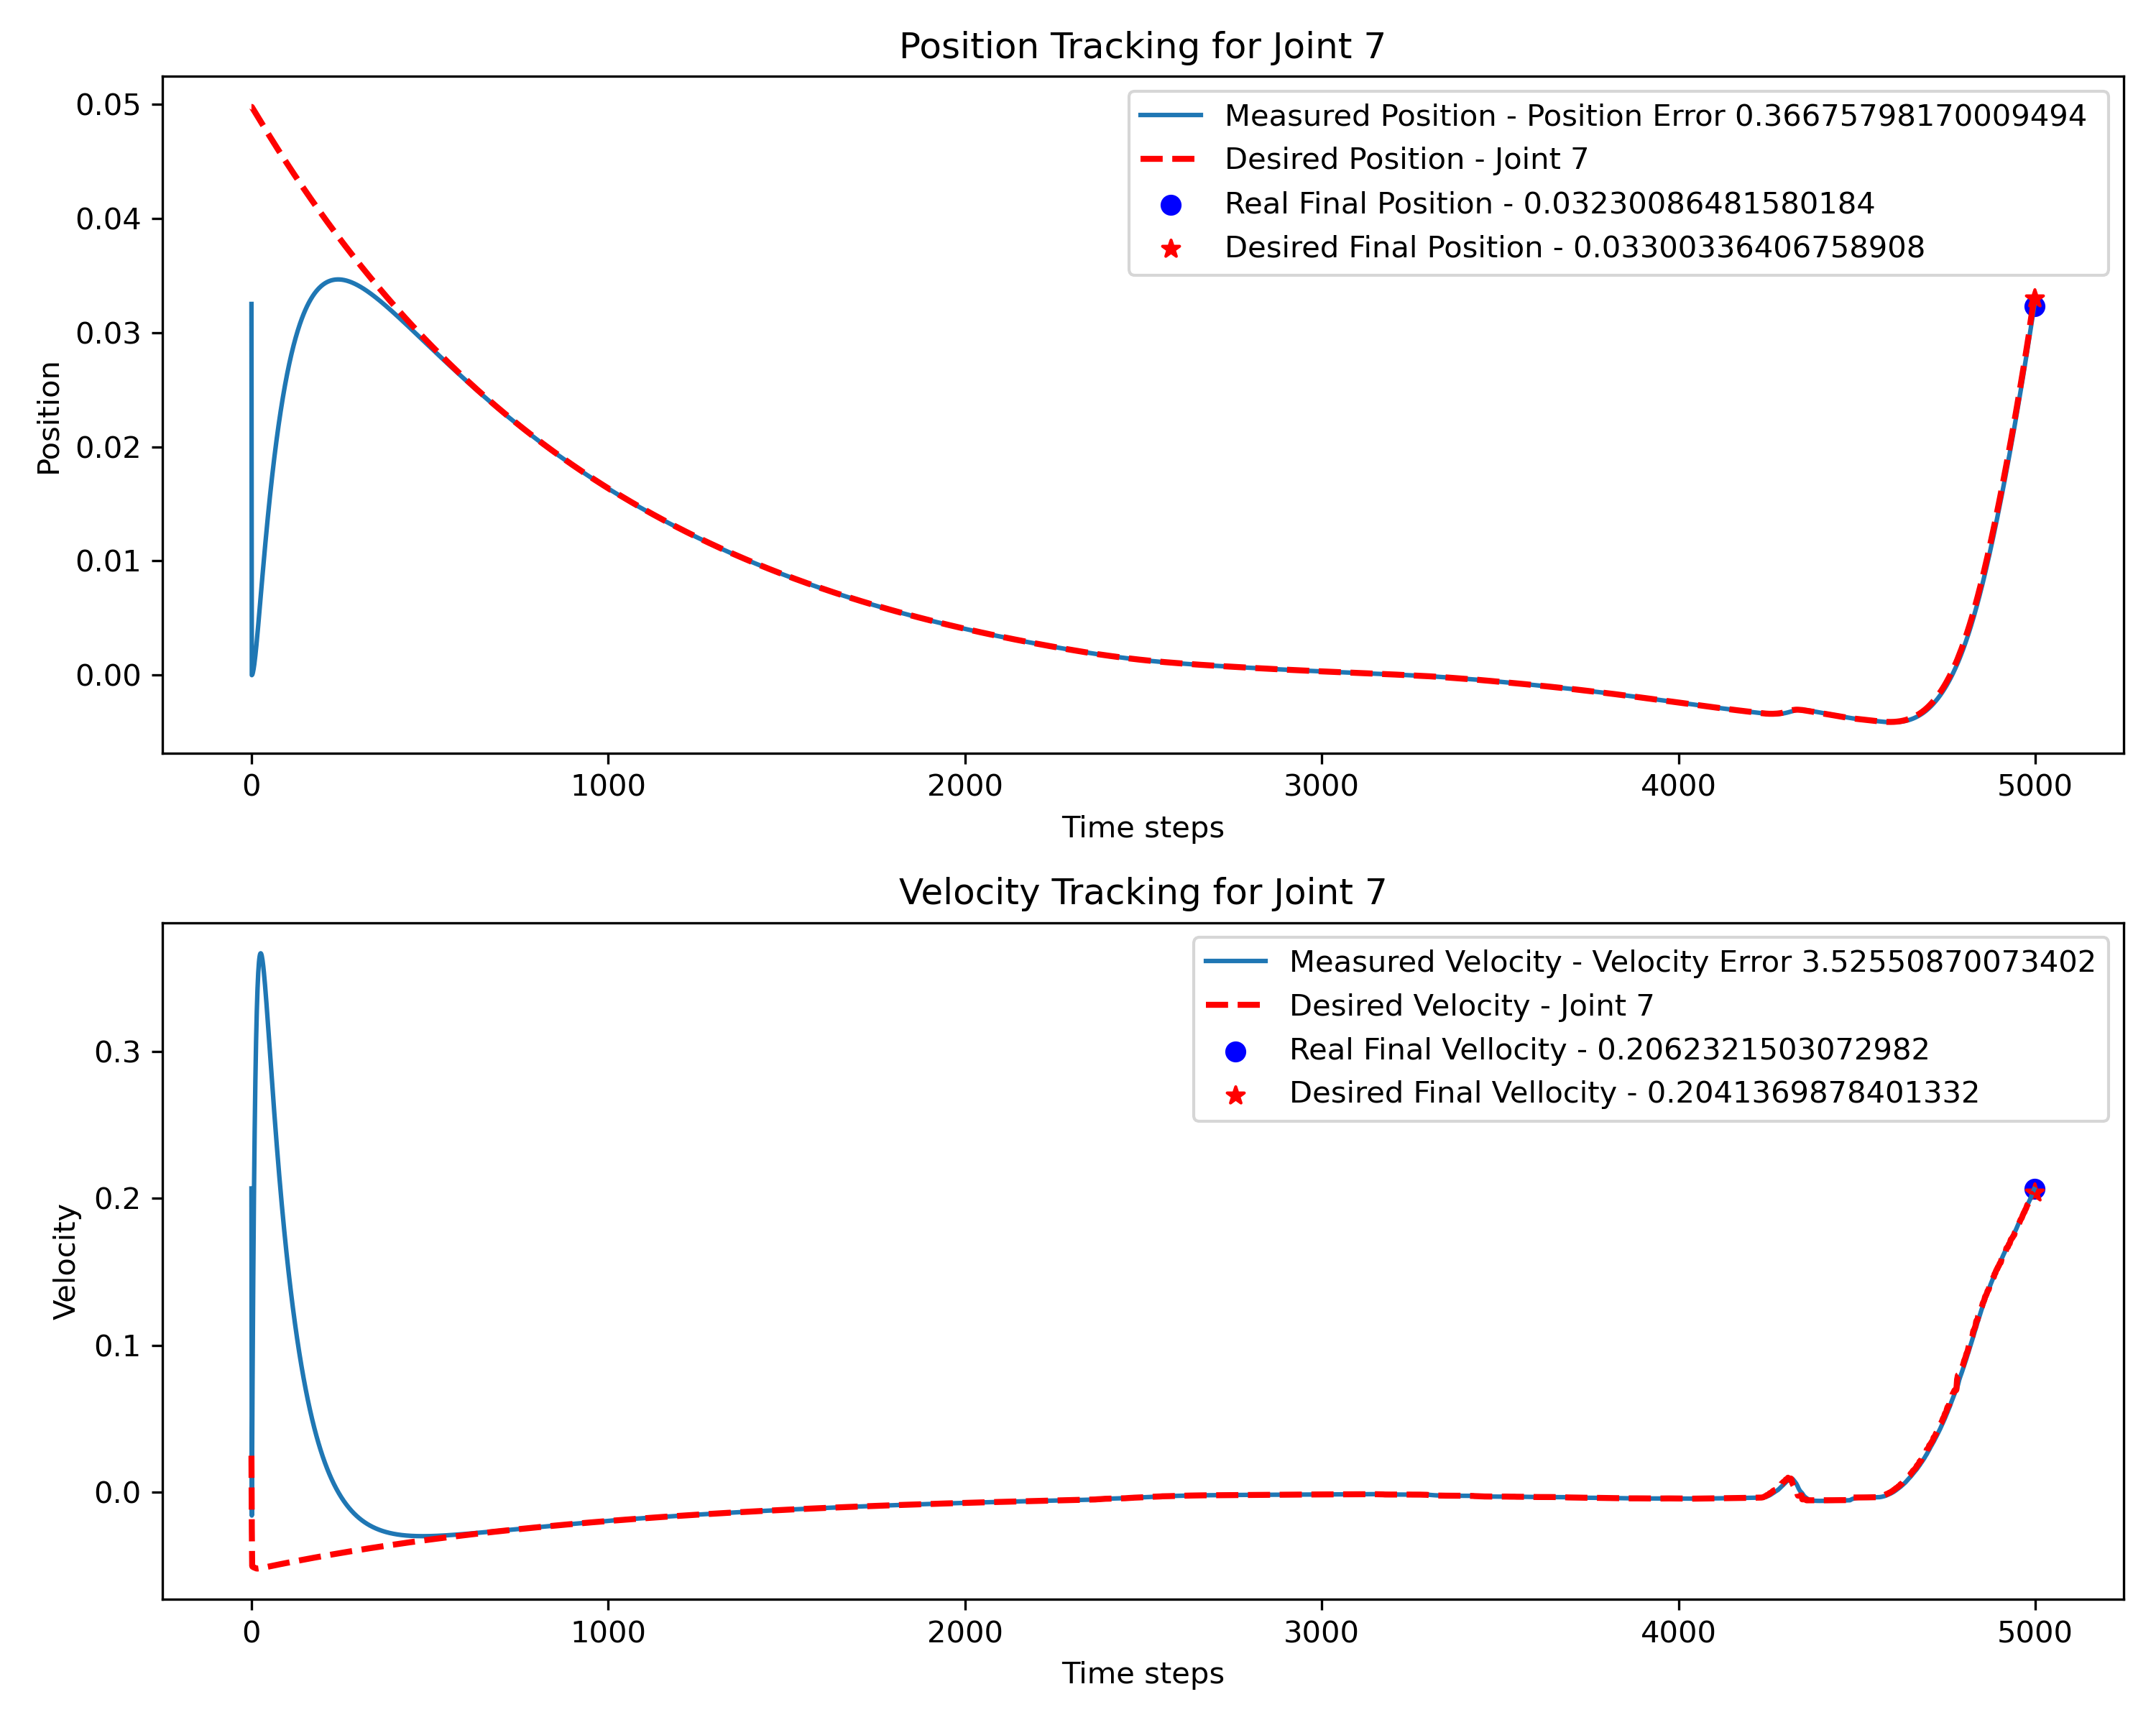 Position Tracking for Joint 7
Measured Position - Position Error 0.36675798170009494
Desired Position - Joint 7
Real Final Position - 0.03230086481580184
Desired Final Position - 0.03300336406758908
Position
0.05
0.04
0.03
0.02
0.01
0.00
0 1000 2000 3000 4000 5000
Time steps
Velocity Tracking for Joint 7
Measured Velocity - Velocity Error 3.52550870073402
Desired Velocity - Joint 7
Real Final Vellocity - 0.2062321503072982
Desired Final Vellocity - 0.2041369878401332
Velocity
0.3
0.2
0.1
0.0
0 1000 2000 3000 4000 5000
Time steps